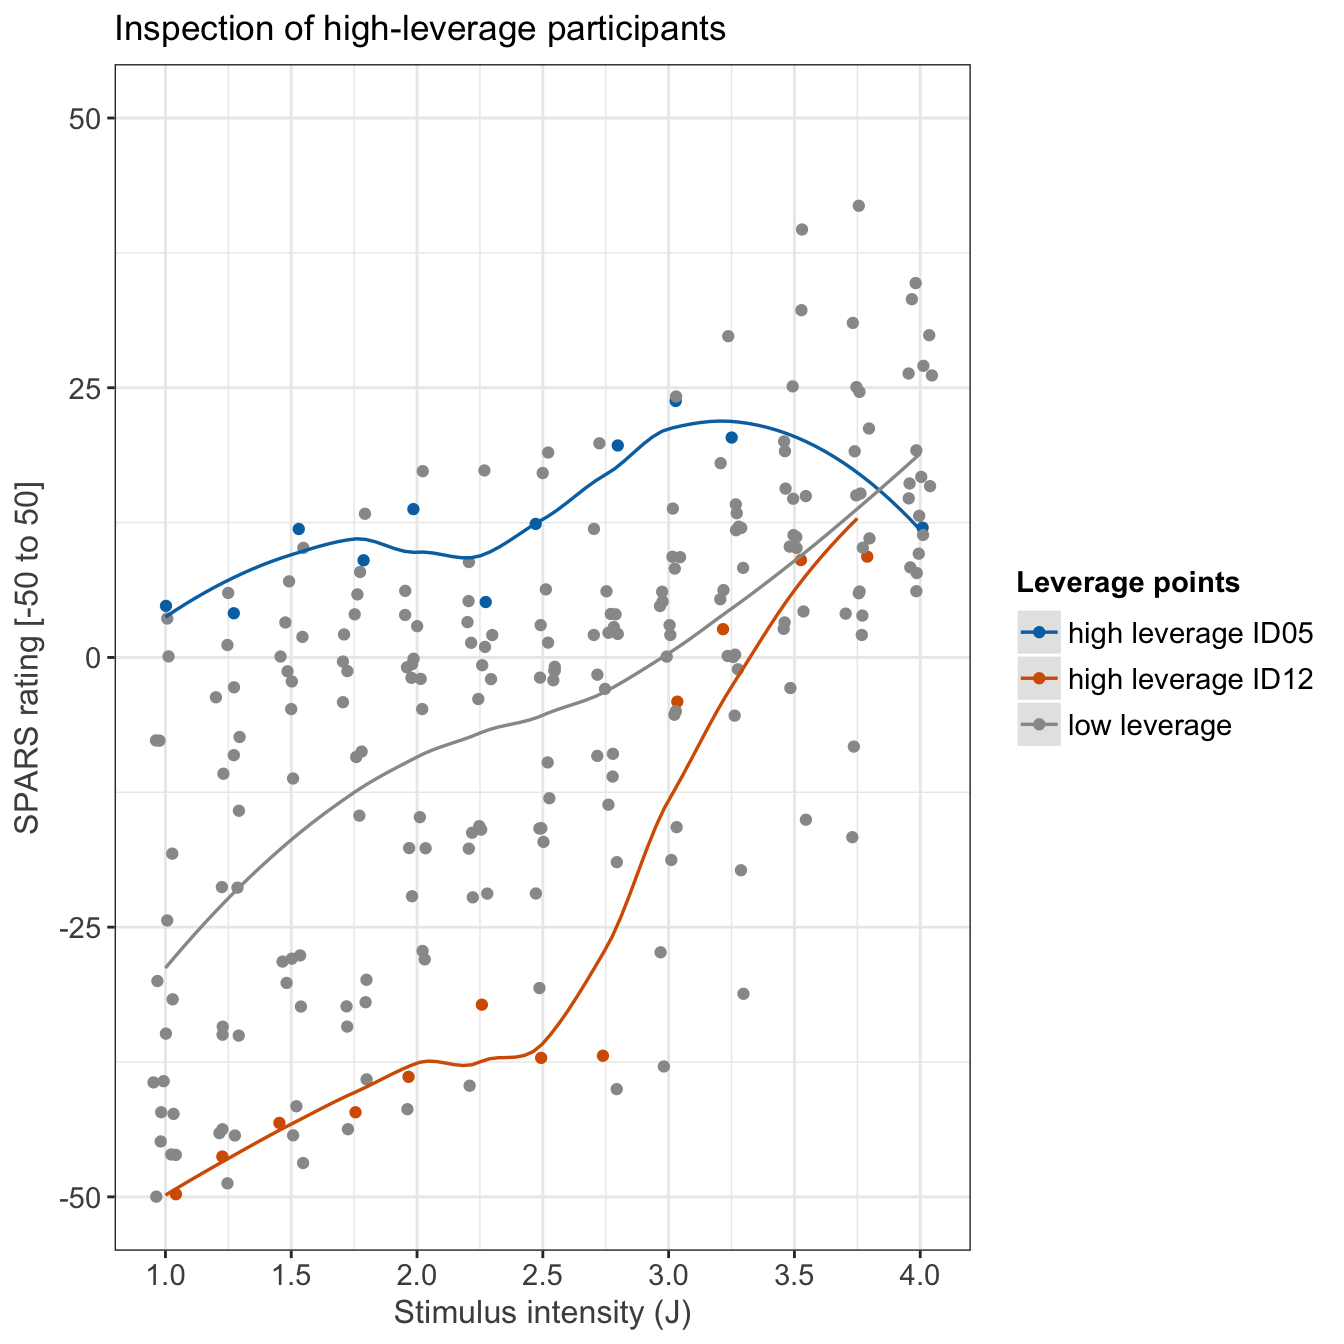 Inspection of high-leverage participants
SPARS rating [-50 to 50]
50
25
0
-25
-50
1.0 1.5 2.0 2.5 3.0 3.5 4.0
Stimulus intensity (J)
Leverage points
high leverage ID05
high leverage ID12
low leverage